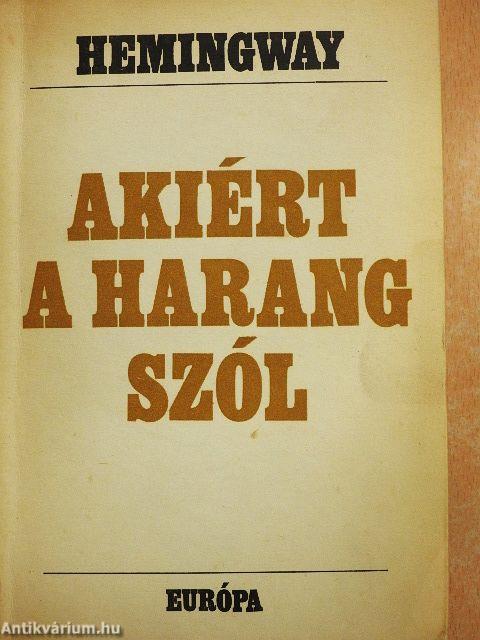 HEMINGWAY
AKIÉRT
A HARANG
SZÓL
EURÓPA
Antikvárium.hu